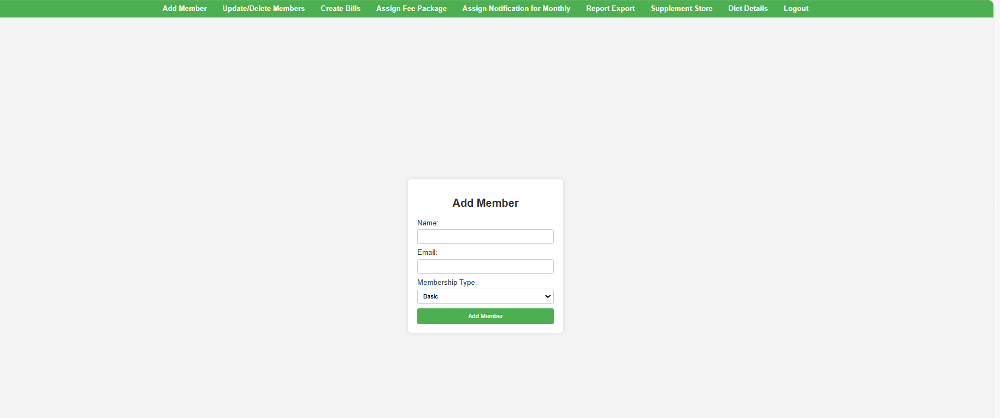 Add Member Update/Delete Members Create Bills Assign Fee Package Assign Notification for Monthly Report Export Supplement Store Diet Details Logout
Add Member
Name:
Email:
Membership Type:
Basic
Add Member